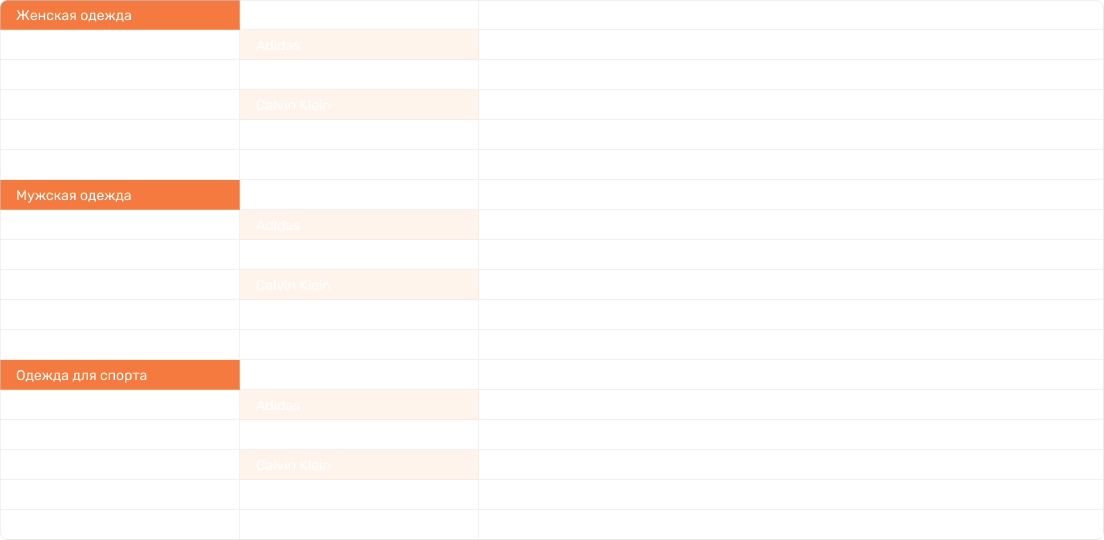 Женская одежда
Adidas
Calvin Klein
Мужская одежда
Adidas
Calvin Klein
Одежда для спорта
Adidas
Calvin Klein